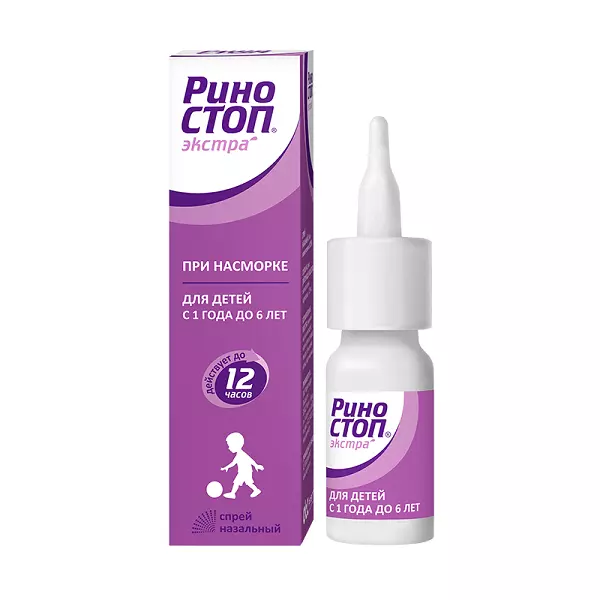 Рино
СТОП®
экстра
ПРИ НАСМОРКЕ
ДЛЯ ДЕТЕЙ
С 1 ГОДА ДО 6 ЛЕТ
действует до
12
часов
спрей
назальный
Рино
СТОП®
экстра
ДЛЯ ДЕТЕЙ
С 1 ГОДА ДО 6 ЛЕТ